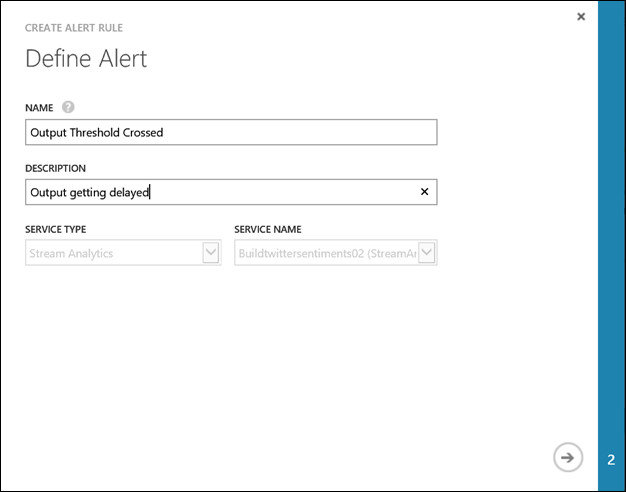 CREATE ALERT RULE
Define Alert
NAME ?
Output Threshold Crossed
DESCRIPTION
Output getting delayed
SERVICE TYPE SERVICE NAME
Stream Analytics Buildtwittersentiments02 (StreamAn
2